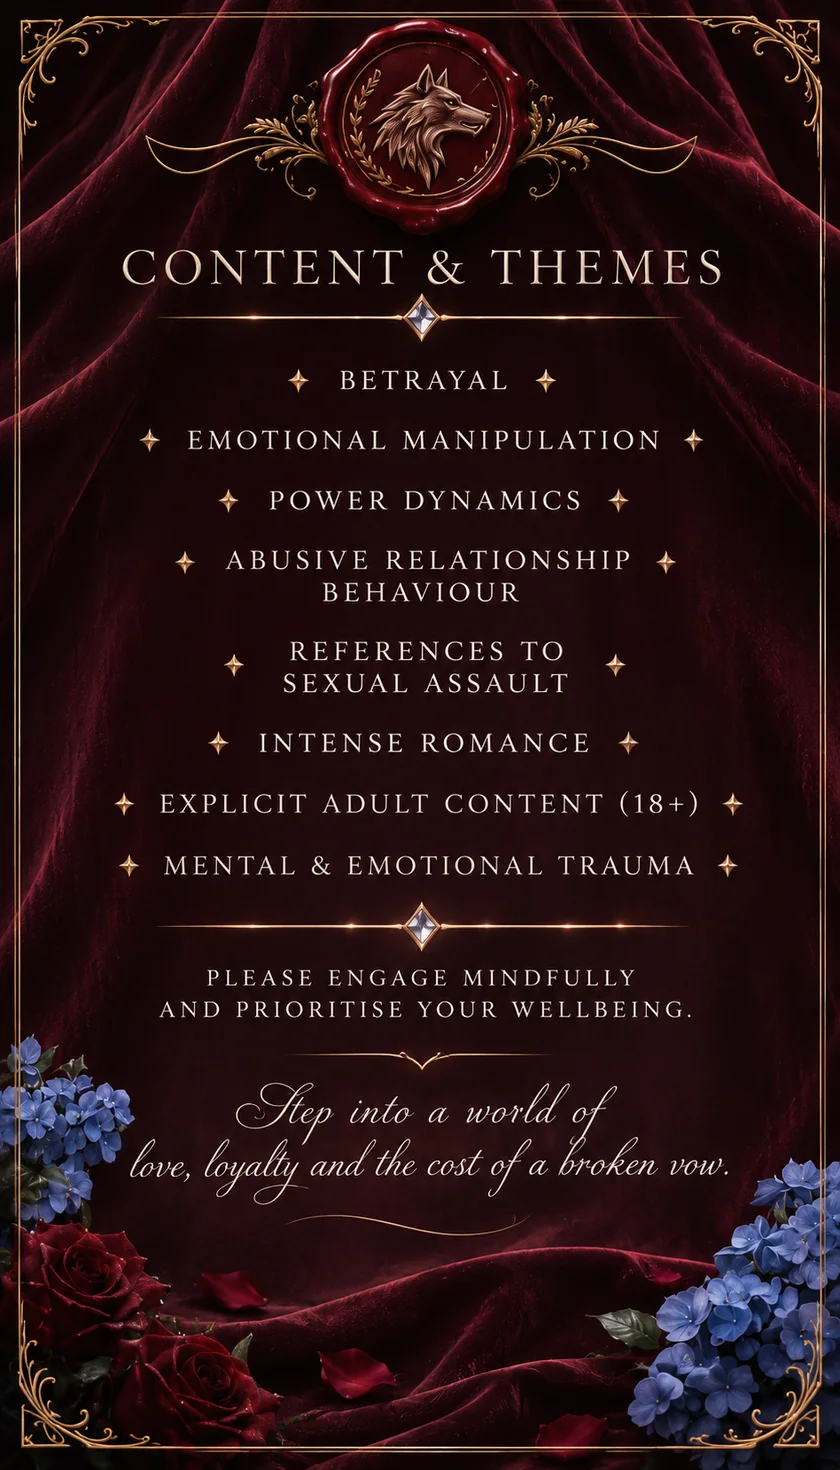 CONTENT & THEMES
BETRAYAL
EMOTIONAL MANIPULATION
POWER DYNAMICS
ABUSIVE RELATIONSHIP
BEHAVIOUR
REFERENCES TO
SEXUAL ASSAULT
INTENSE ROMANCE
EXPLICIT ADULT CONTENT (18+)
MENTAL & EMOTIONAL TRAUMA
PLEASE ENGAGE MINDFULLY
AND PRIORITISE YOUR WELLBEING.
Step into a world of
love, loyalty and the cost of a broken vow.